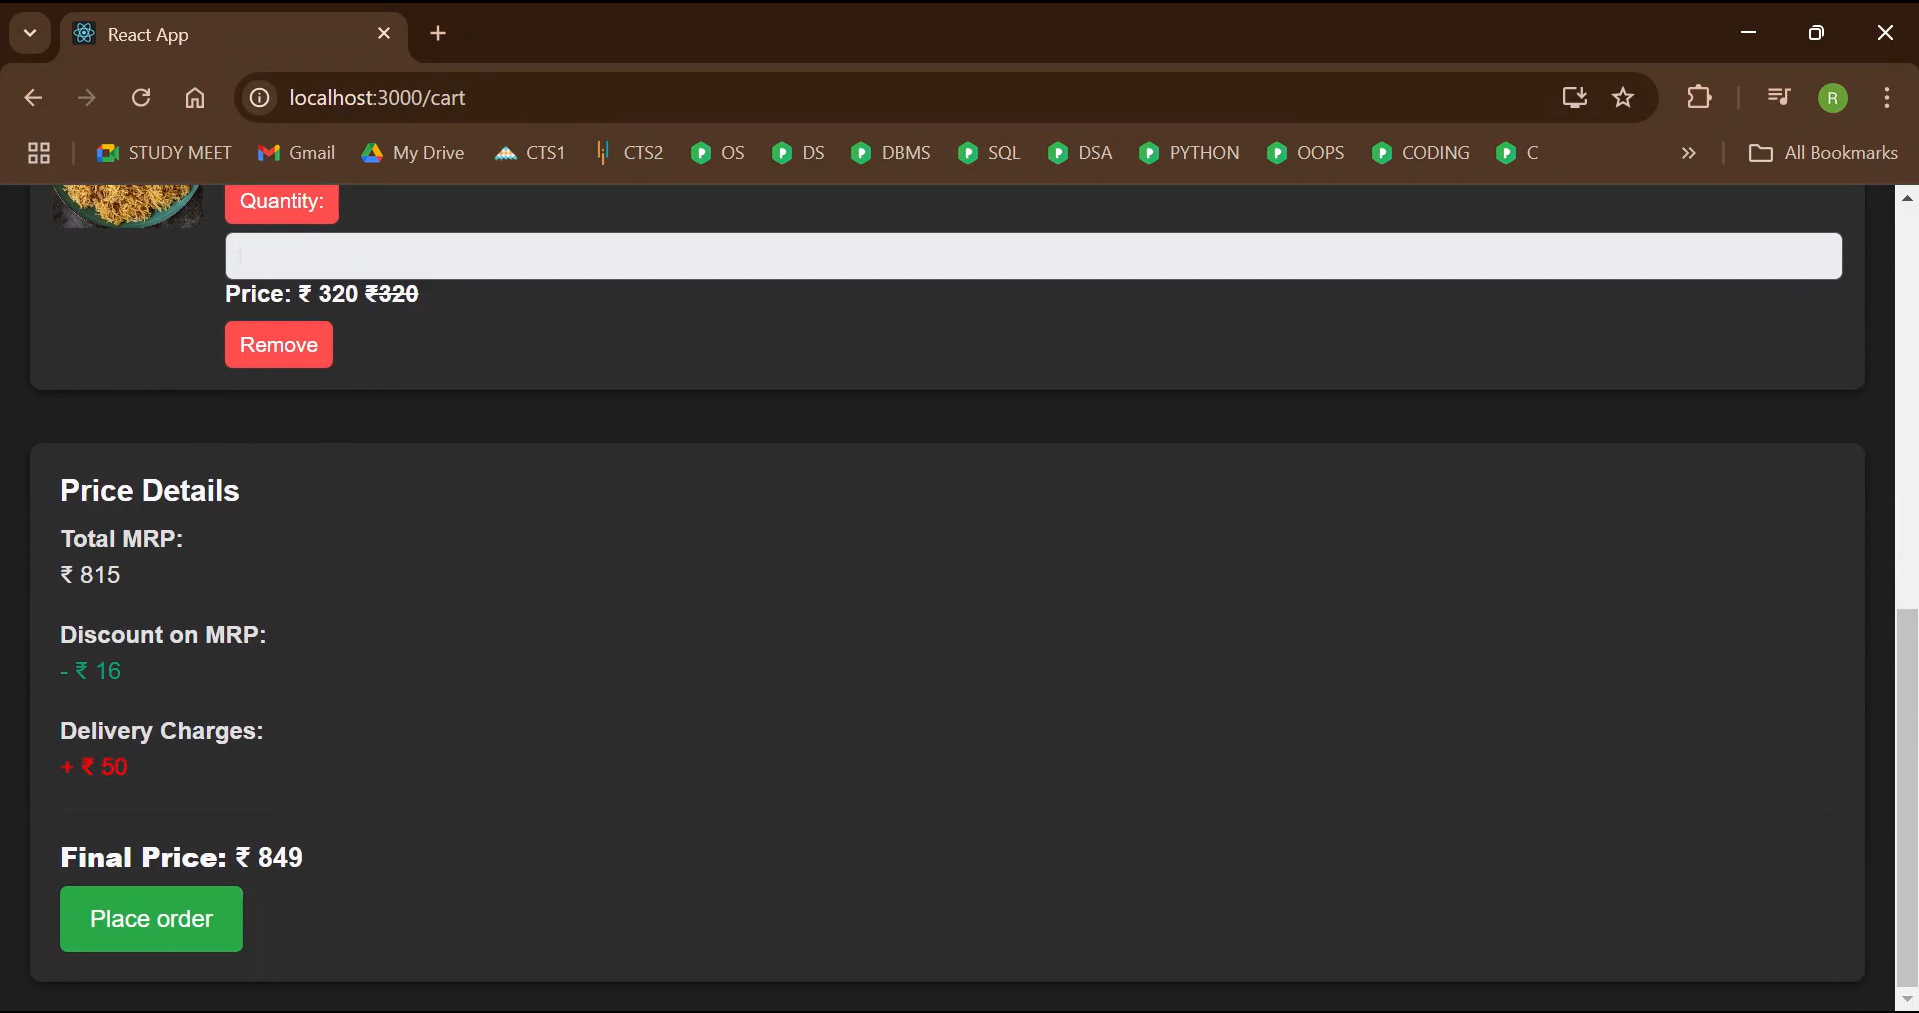 React App
localhost:3000/cart
R
STUDY MEET Gmail My Drive CTS1 CTS2 OS DS DBMS SQL DSA PYTHON OOPS CODING C » All Bookmarks
Quantity:
Price: ₹ 320 ₹320
Remove
Price Details
Total MRP:
₹ 815
Discount on MRP:
- ₹ 16
Delivery Charges:
+ ₹ 50
Final Price: ₹ 849
Place order